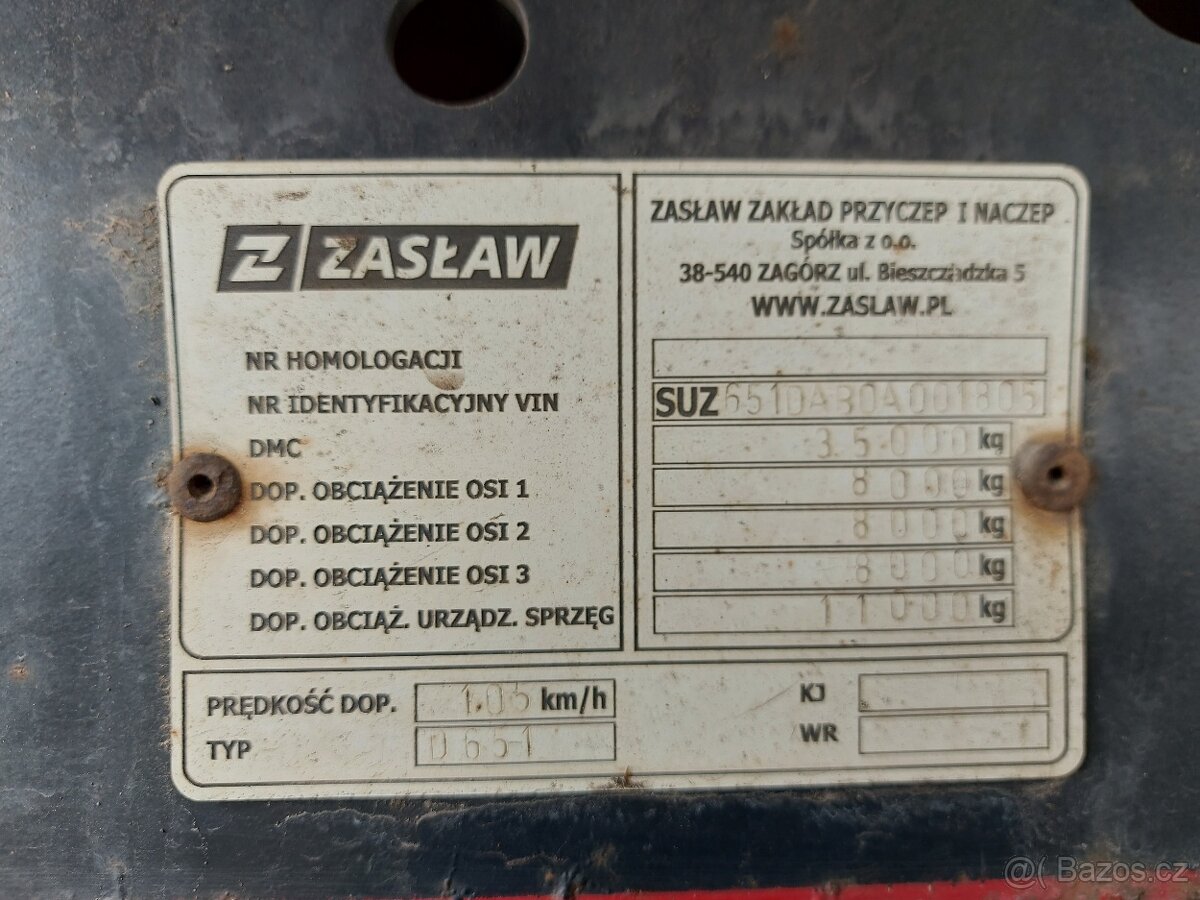 Z ZASŁAW
NR HOMOLOGACJI
NR IDENTYFIKACYJNY VIN
DMC
DOP. OBCIĄŻENIE OSI 1
DOP. OBCIĄŻENIE OSI 2
DOP. OBCIĄŻENIE OSI 3
DOP. OBCIĄŻ. URZĄDZ. SPRZĘG
ZASŁAW ZAKŁAD PRZYCZEP I NACZEP
Spółka z o.o.
38-540 ZAGÓRZ ul. Bieszczadzka 5
WWW.ZASLAW.PL
SUZ
35000 kg
8000 kg
8000 kg
8000 kg
11000 kg
PRĘDKOŚĆ DOP. 105 km/h
TYP D651
KJ
WR
@( Bazos.cz